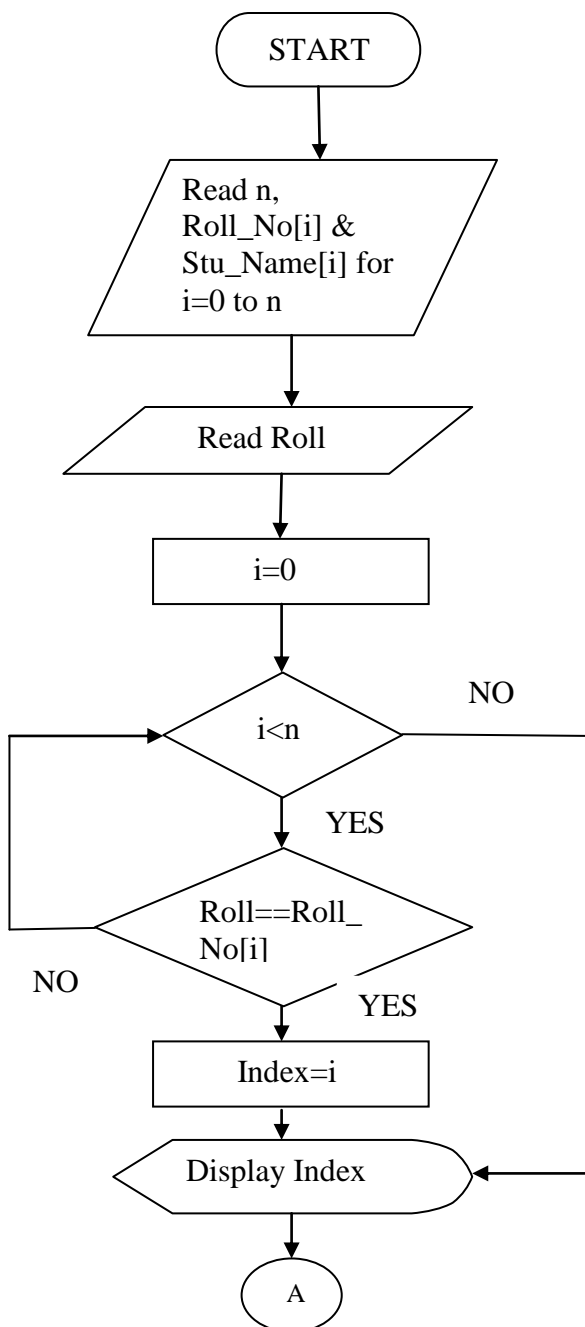 START
Read n,
Roll_No[i] &
Stu_Name[i] for
i=0 to n
Read Roll
i=0
i<n
NO
YES
Roll==Roll_
No[i]
NO
YES
Index=i
Display Index
A